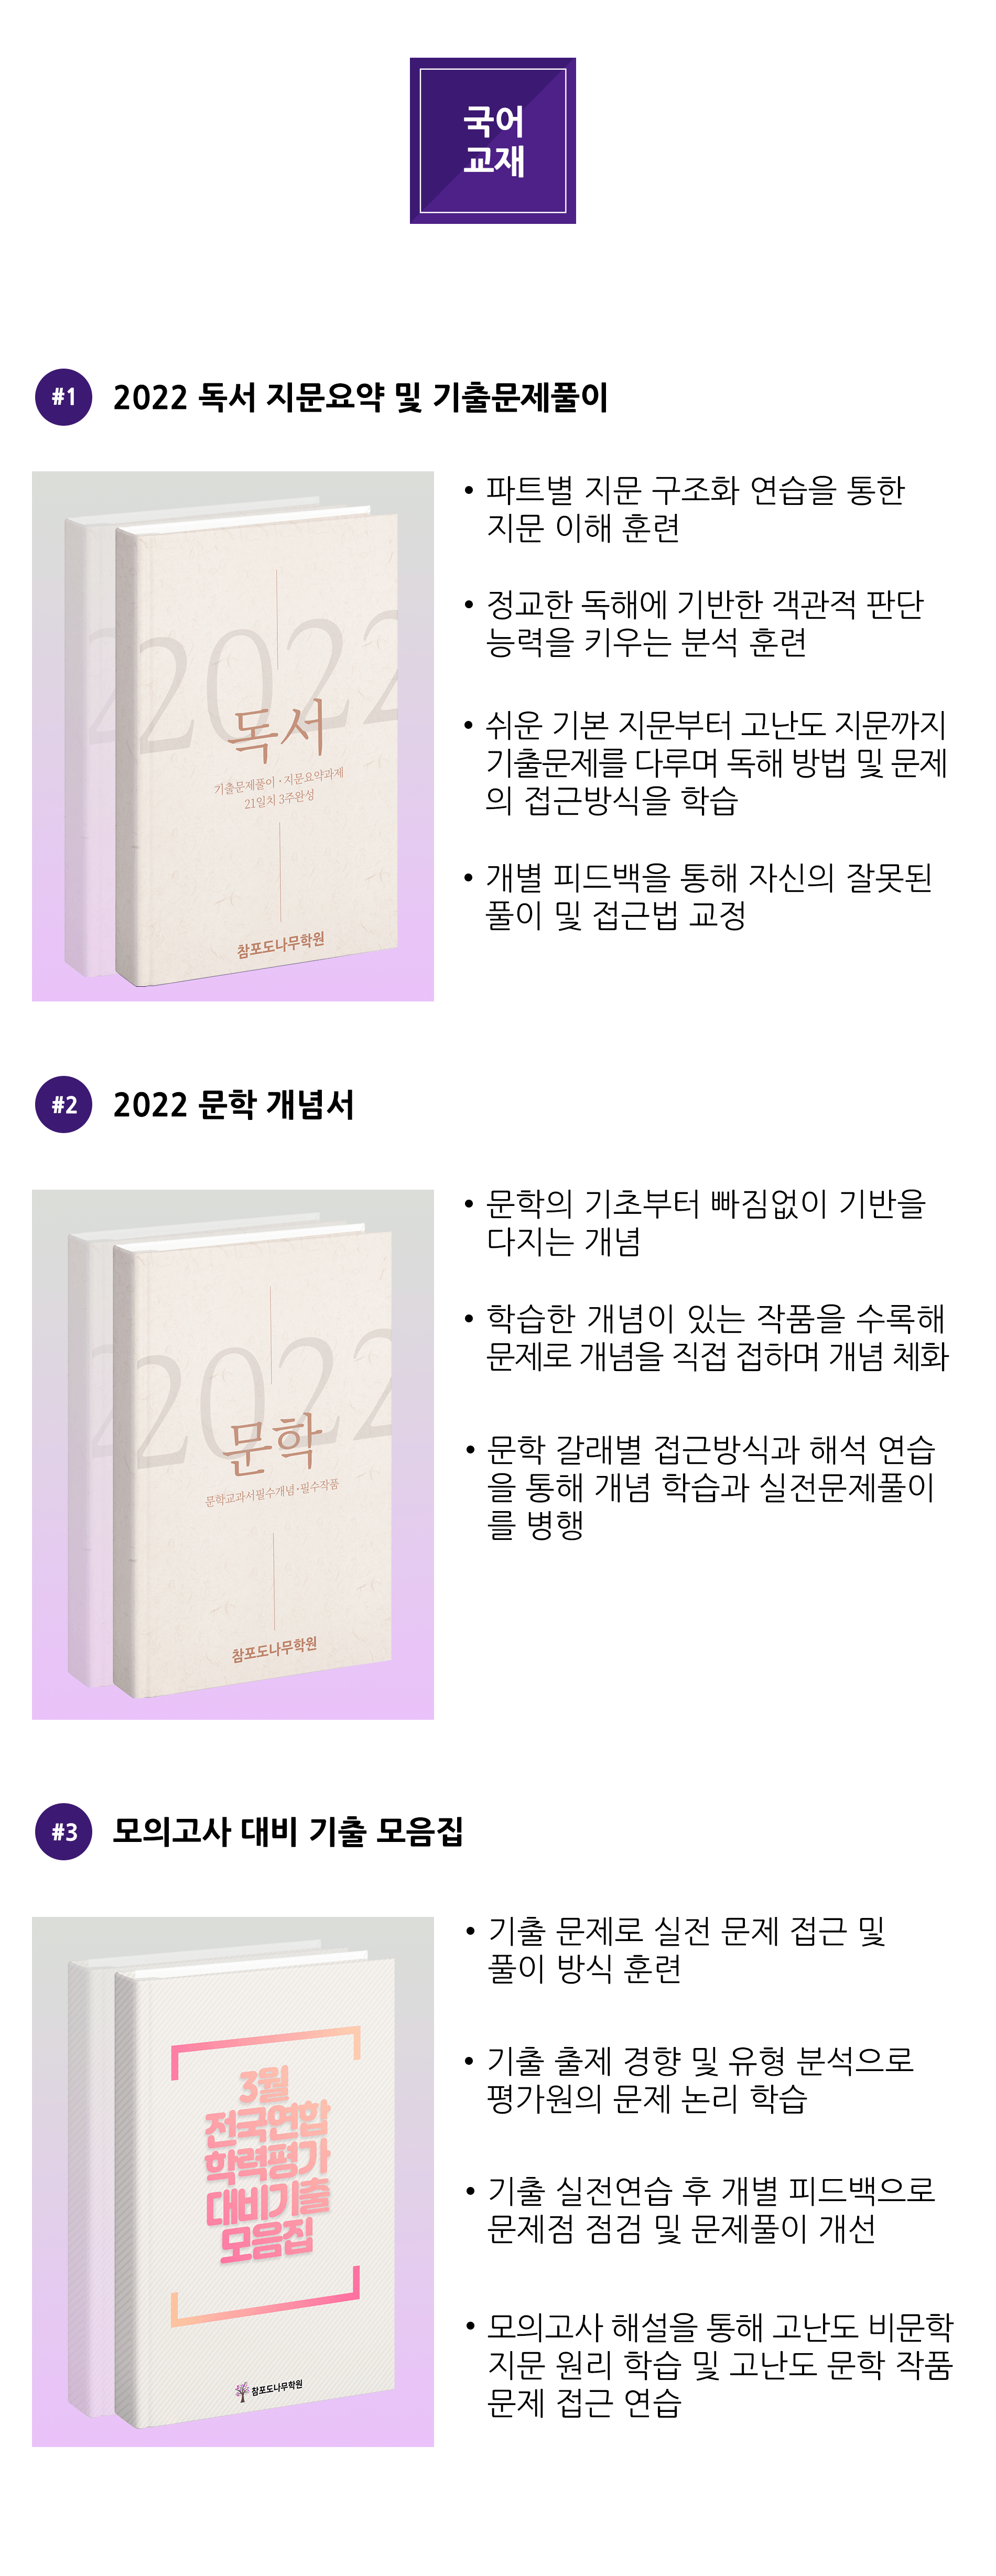 국어
교재
#1 2022 독서 지문요약 및 기출문제풀이
2022
독서
기출문제풀이·지문요약과제
21일치 3주완성
참포도나무학원
• 파트별 지문 구조화 연습을 통한
지문 이해 훈련
• 정교한 독해에 기반한 객관적 판단
능력을 키우는 분석 훈련
• 쉬운 기본 지문부터 고난도 지문까지
기출문제를 다루며 독해 방법 및 문제
의 접근방식을 학습
• 개별 피드백을 통해 자신의 잘못된
풀이 및 접근법 교정
#2 2022 문학 개념서
2022
문학
문학교과서필수개념·필수작품
참포도나무학원
• 문학의 기초부터 빠짐없이 기반을
다지는 개념
• 학습한 개념이 있는 작품을 수록해
문제로 개념을 직접 접하며 개념 체화
• 문학 갈래별 접근방식과 해석 연습
을 통해 개념 학습과 실전문제풀이
를 병행
#3 모의고사 대비 기출 모음집
3월
전국연합
학력평가
대비기출
모음집
참포도나무학원
• 기출 문제로 실전 문제 접근 및
풀이 방식 훈련
• 기출 출제 경향 및 유형 분석으로
평가원의 문제 논리 학습
• 기출 실전연습 후 개별 피드백으로
문제점 점검 및 문제풀이 개선
• 모의고사 해설을 통해 고난도 비문학
지문 원리 학습 및 고난도 문학 작품
문제 접근 연습